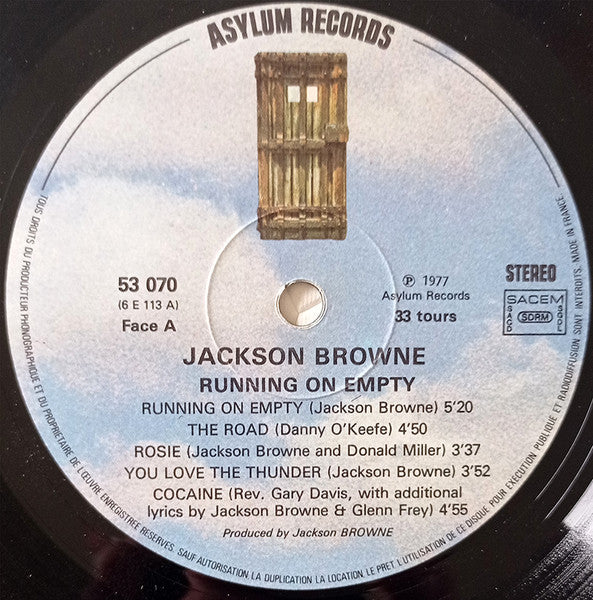 ASYLUM RECORDS
53 070
(6 E 113 A)
Face A
℗ 1977
Asylum Records
33 tours
STEREO
SACEM
SACD
SDRM
SGDL
JACKSON BROWNE
RUNNING ON EMPTY
RUNNING ON EMPTY (Jackson Browne) 5'20
THE ROAD (Danny O'Keefe) 4'50
ROSIE (Jackson Browne and Donald Miller) 3'37
YOU LOVE THE THUNDER (Jackson Browne) 3'52
COCAINE (Rev. Gary Davis, with additional
lyrics by Jackson Browne & Glenn Frey) 4'55
Produced by Jackson BROWNE
TOUS DROITS DU PRODUCTEUR PHONOGRAPHIQUE ET DU PROPRIETAIRE DE L'ŒUVRE ENREGISTREE RESERVES. SAUF AUTORISATION, LA DUPLICATION, LA LOCATION, LE PRET, L'UTILISATION DE CE DISQUE POUR EXECUTION PUBLIQUE ET RADIODIFFUSION SONT INTERDITS. MADE IN FRANCE.